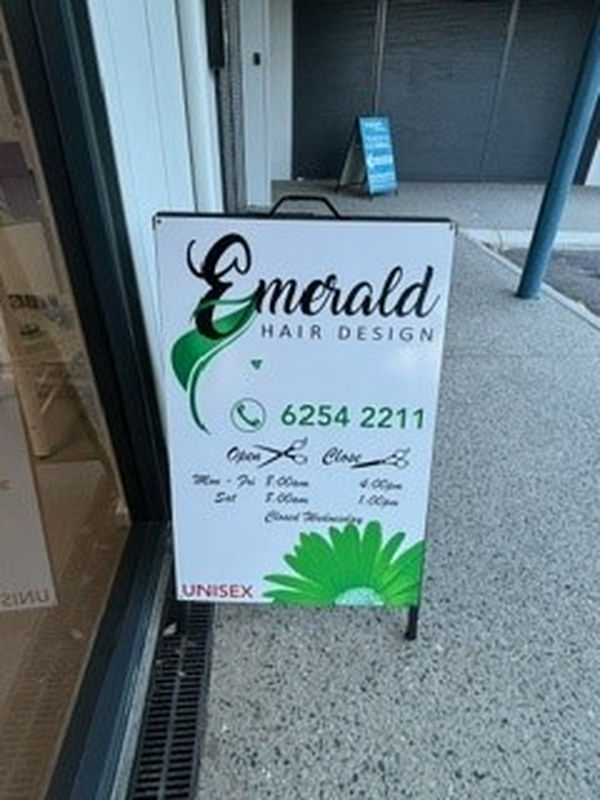 Emerald
HAIR DESIGN
6254 2211
Open Close
Mon - Fri 8.00am 4.00pm
Sat 8.00am 1.00pm
Closed Wednesday
UNISEX
UNIS